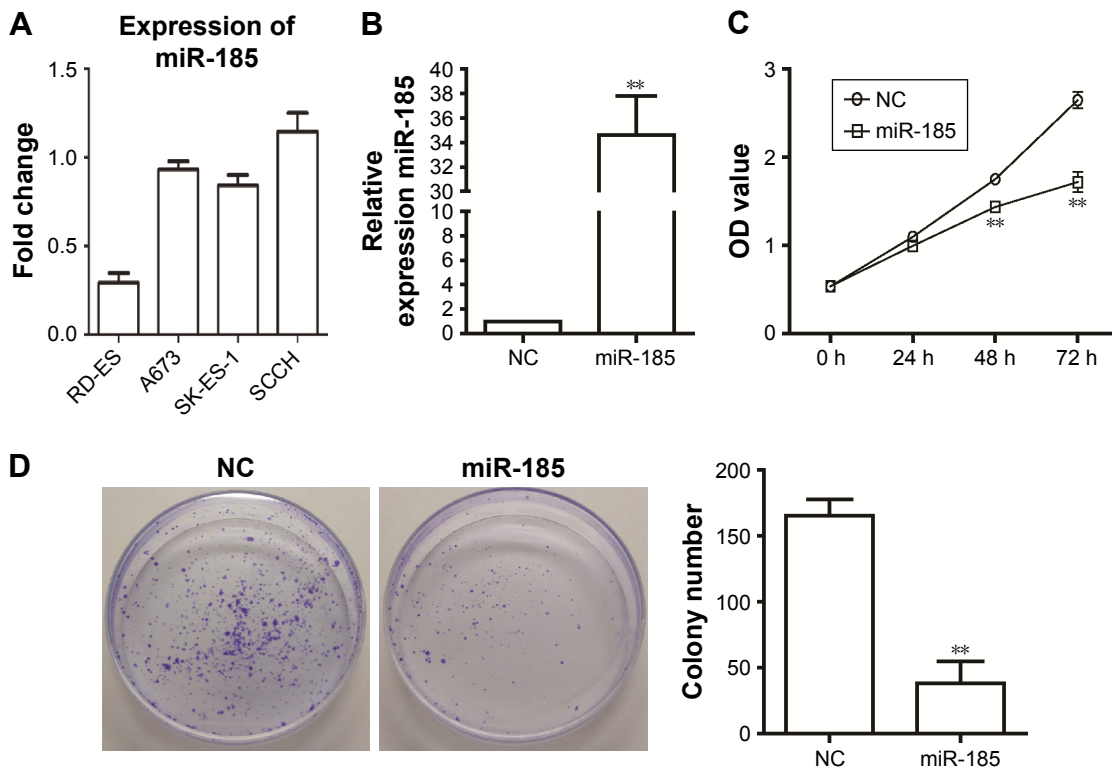 A
Expression of
miR-185
Fold change
1.5
1.0
0.5
0.0
RD-ES
A673
SK-ES-1
SCCH
B
Relative
expression miR-185
40
38
36
34
32
30
10
8
6
4
2
0
**
NC
miR-185
C
OD value
3
2
1
0
NC
miR-185
**
**
0 h
24 h
48 h
72 h
D
NC
miR-185
Colony number
200
150
100
50
0
**
NC
miR-185